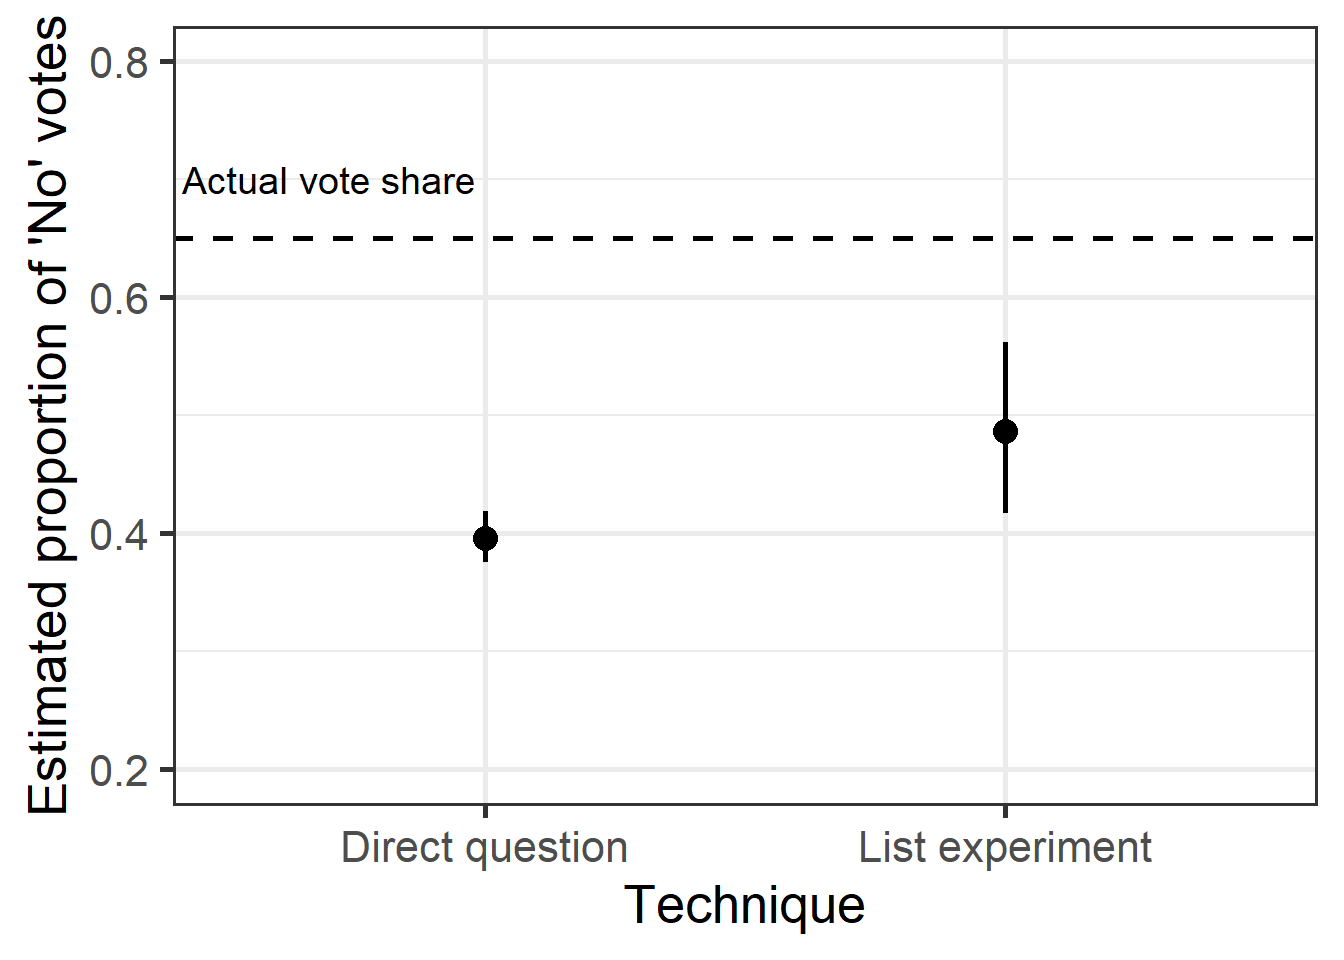 Estimated proportion of 'No' votes
0.8
0.6
0.4
0.2
Actual vote share
Direct question
List experiment
Technique